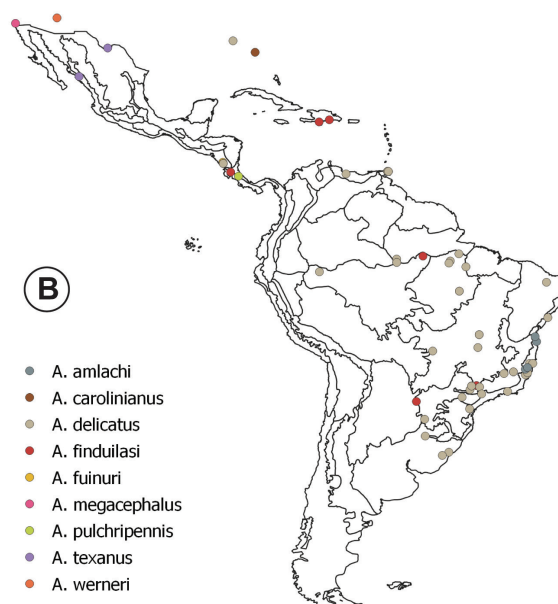 B
A. amlachi
A. carolinianus
A. delicatus
A. finduilasi
A. fuinuri
A. megacephalus
A. pulchripennis
A. texanus
A. werneri